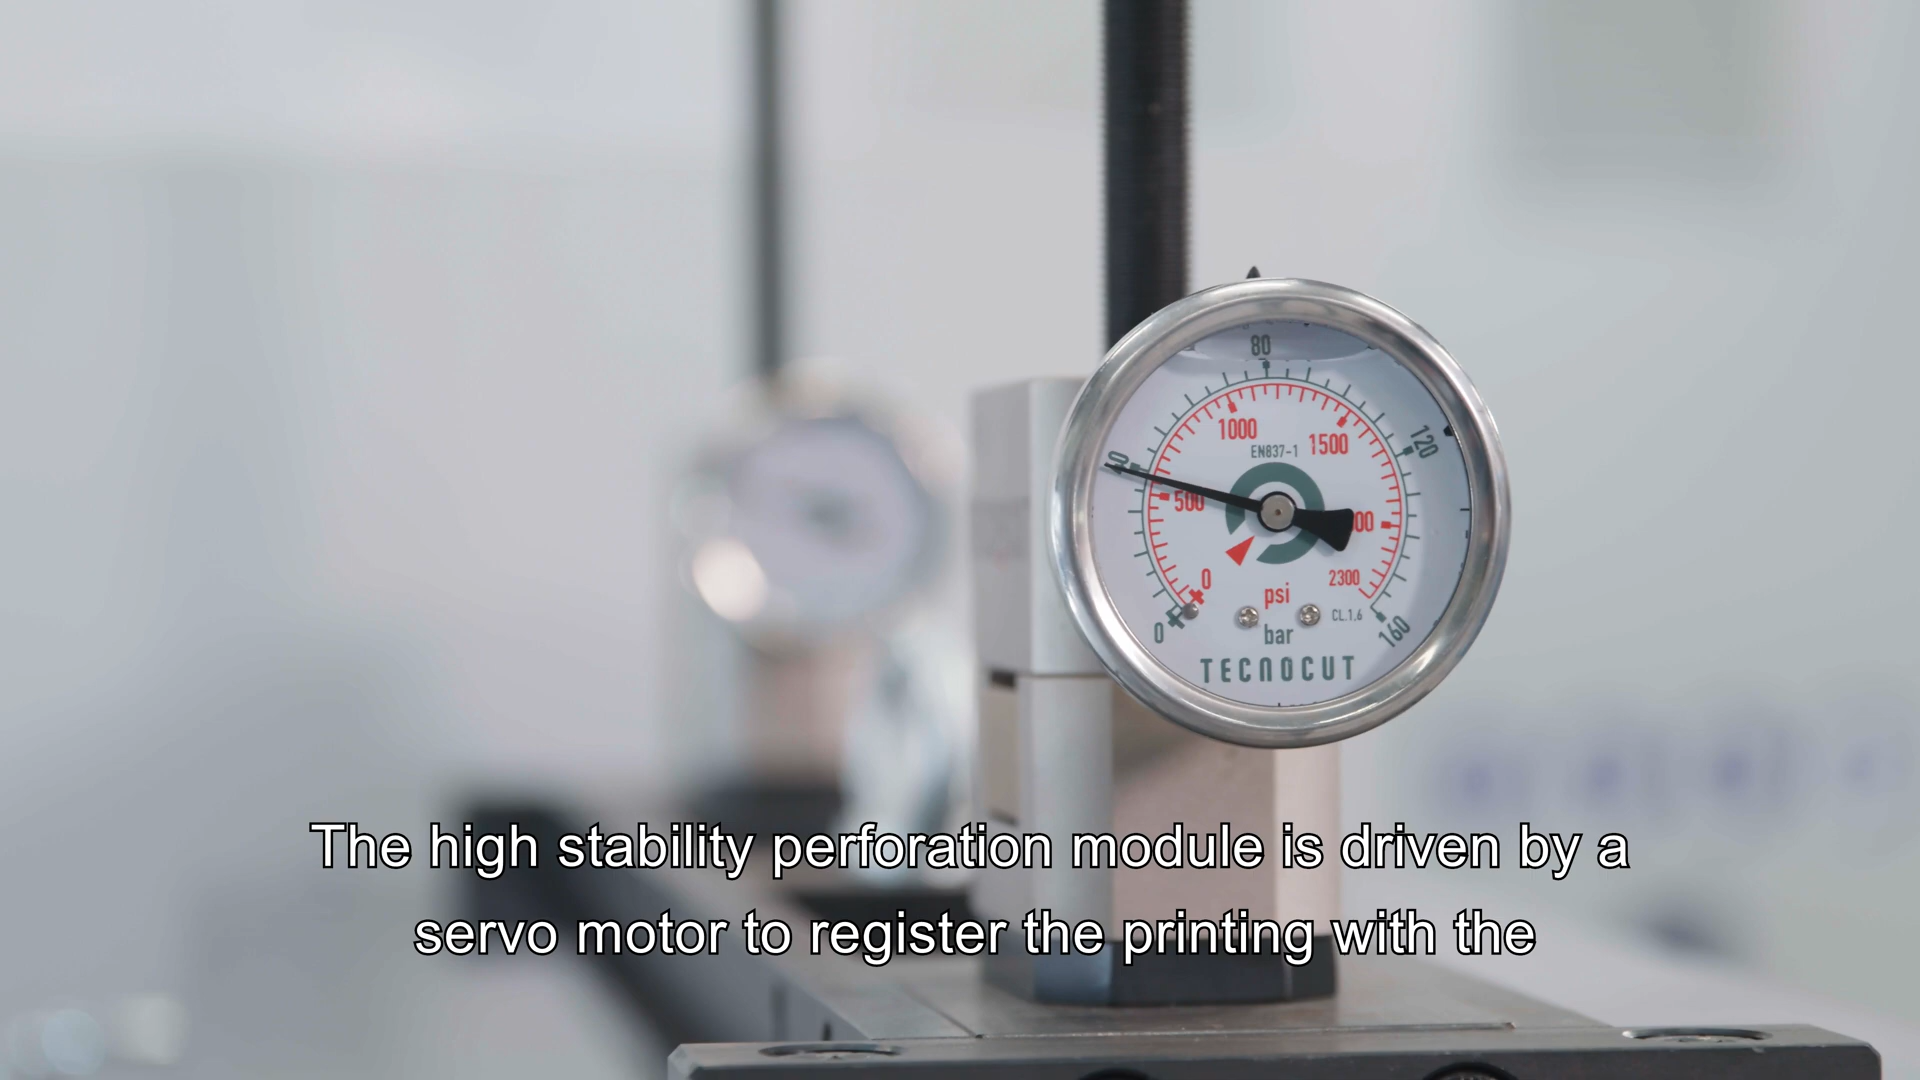 80
120
1000
EN837-1
1500
500
0
2300
psi
CL.1.6
0
bar
160
TECNOCUT
The high stability perforation module is driven by a
servo motor to register the printing with the